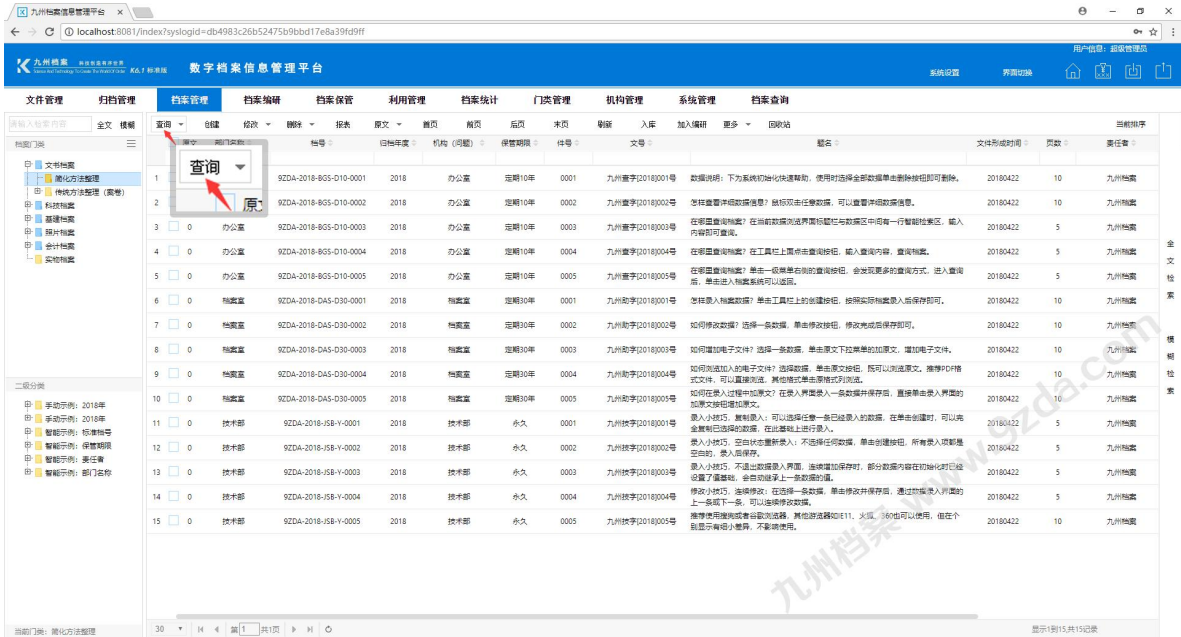 九州档案信息管理平台
localhost:8081/index?syslogid=db4983c26b52475b9bbd17e8a39fd9ff
用户信息：超级管理员
九州档案 科技创造有序世界 K6.1 标准版 数字档案信息管理平台 系统设置 界面切换
文件管理 归档管理 档案管理 档案编研 档案保管 利用管理 档案统计 门类管理 机构管理 系统管理 档案查询
请输入检索内容 全文 模糊 查询 创建 修改 删除 报表 原文 首页 前页 后页 末页 刷新 入库 加入编研 更多 回收站 当前排序
档案门类 原文 部门名称 档号 归档年度 机构（问题） 保管期限 件号 文号 题名 文件形成时间 页数 责任者
查询
原文
文书档案
简化方法整理
传统方法整理（案卷）
科技档案
基建档案
照片档案
会计档案
实物档案
1 9ZDA-2018-BGS-D10-0001 2018 办公室 定期10年 0001 九州查字[2018]001号 数据说明：下为系统初始化快速帮助，使用时选择全部数据单击删除按钮即可删除。 20180422 10 九州档案
2 9ZDA-2018-BGS-D10-0002 2018 办公室 定期10年 0002 九州查字[2018]002号 怎样查看详细数据信息？鼠标双击任意数据，可以查看详细数据信息。 20180422 10 九州档案
3 0 办公室 9ZDA-2018-BGS-D10-0003 2018 办公室 定期10年 0003 九州查字[2018]003号 在哪里查询档案？在当前数据浏览界面标题栏与数据区中间有一行智能检索区，输入
内容即可查询。 20180422 5 九州档案
4 0 办公室 9ZDA-2018-BGS-D10-0004 2018 办公室 定期10年 0004 九州查字[2018]004号 在哪里查询档案？在工具栏上面点击查询按钮，输入查询内容，查询档案。 20180422 5 九州档案
5 0 办公室 9ZDA-2018-BGS-D10-0005 2018 办公室 定期10年 0005 九州查字[2018]005号 在哪里查询档案？单击一级菜单右侧的查询按钮，会发现更多的查询方式，进入查询
后，单击进入档案系统可以返回。 20180422 5 九州档案
6 0 档案室 9ZDA-2018-DAS-D30-0001 2018 档案室 定期30年 0001 九州助字[2018]001号 怎样录入档案数据？单击工具栏上的创建按钮，按照实际档案录入后保存即可。 20180422 10 九州档案
7 0 档案室 9ZDA-2018-DAS-D30-0002 2018 档案室 定期30年 0002 九州助字[2018]002号 如何修改数据？选择一条数据，单击修改按钮，修改完成后保存即可。 20180422 10 九州档案
8 0 档案室 9ZDA-2018-DAS-D30-0003 2018 档案室 定期30年 0003 九州助字[2018]003号 如何增加电子文件？选择一条数据，单击原文下拉菜单的加原文，增加电子文件。 20180422 10 九州档案
9 0 档案室 9ZDA-2018-DAS-D30-0004 2018 档案室 定期30年 0004 九州助字[2018]004号 如何浏览加入的电子文件？选择数据，单击原文按钮，既可以浏览原文。推荐PDF格
式文件，可以直接浏览，其他格式单击原格式列浏览。 20180422 10 九州档案
10 0 档案室 9ZDA-2018-DAS-D30-0005 2018 档案室 定期30年 0005 九州助字[2018]005号 如何在录入过程中加原文？在录入界面录入一条数据并保存后，直接单击录入界面的
加原文按钮增加原文。 20180422 10 九州档案
11 0 技术部 9ZDA-2018-JSB-Y-0001 2018 技术部 永久 0001 九州技字[2018]001号 录入小技巧，复制录入：可以选择任意一条已经录入的数据，在单击创建时，可以完
全复制已选择的数据，在此基础上进行录入。 20180422 5 九州档案
12 0 技术部 9ZDA-2018-JSB-Y-0002 2018 技术部 永久 0002 九州技字[2018]002号 录入小技巧，空白状态重新录入：不选择任何数据，单击创建按钮，所有录入项都是
空白的，录入后保存。 20180422 5 九州档案
13 0 技术部 9ZDA-2018-JSB-Y-0003 2018 技术部 永久 0003 九州技字[2018]003号 录入小技巧，不退出数据录入界面，连续增加保存时，部分数据内容在初始化时已经
设置了值基础，会自动继承上一条数据的值。 20180422 5 九州档案
14 0 技术部 9ZDA-2018-JSB-Y-0004 2018 技术部 永久 0004 九州技字[2018]004号 修改小技巧，连续修改：在选择一条数据，单击修改并保存后，通过数据录入界面的
上一条或下一条，可以连续修改数据。 20180422 5 九州档案
15 0 技术部 9ZDA-2018-JSB-Y-0005 2018 技术部 永久 0005 九州技字[2018]005号 推荐使用搜狗或者谷歌浏览器，其他游览器如IE11，火狐，360也可以使用，但在个
别显示有细小差异，不影响使用。 20180422 10 九州档案
二级分类
手动示例：2018年
手动示例：2018年
智能示例：标准档号
智能示例：保管期限
智能示例：责任者
智能示例：部门名称
全文检索
模糊检索
九州档案 www.9zda.com
当前门类：简化方法整理 30 第 1 共1页 显示1到15,共15记录